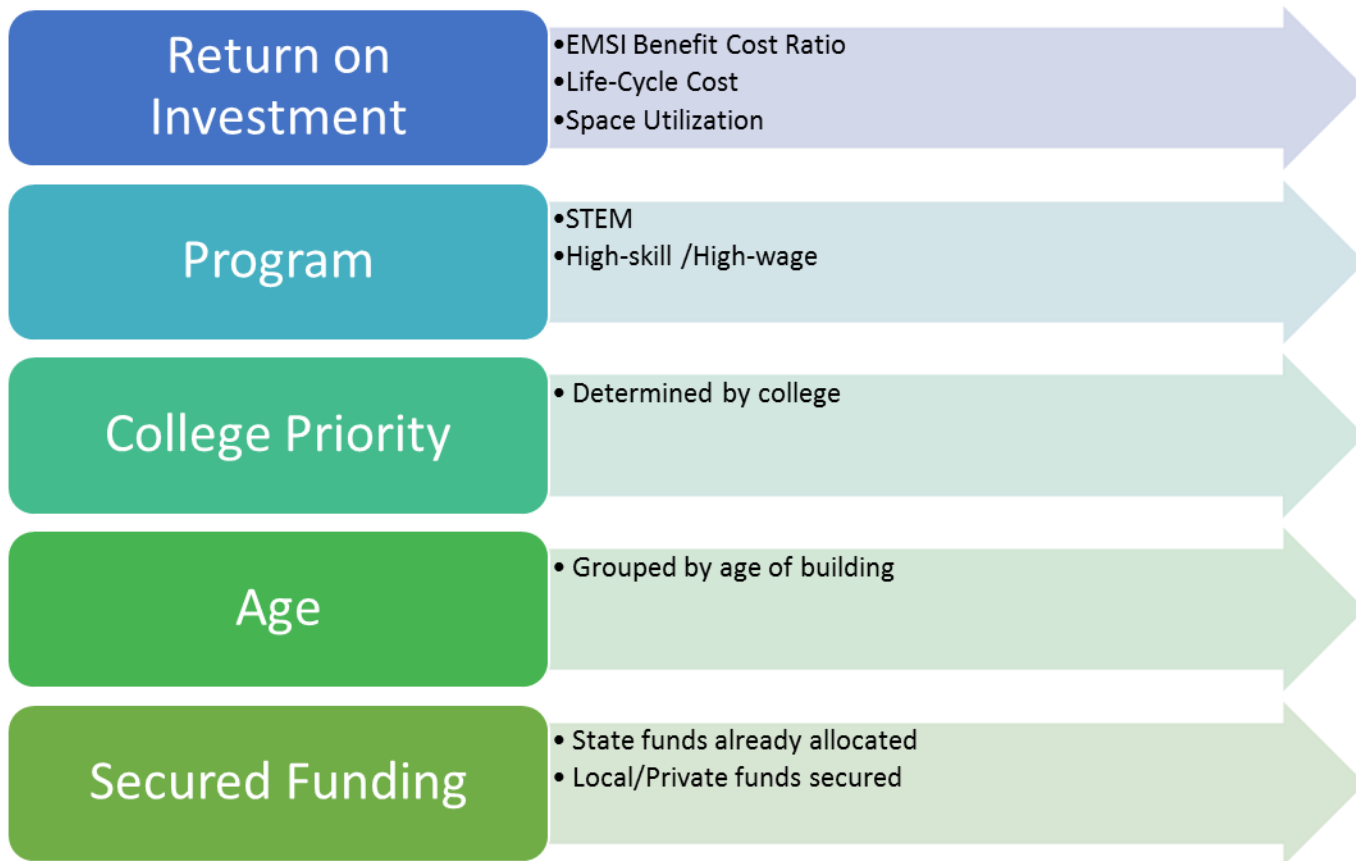 Return on
Investment
•EMSI Benefit Cost Ratio
•Life-Cycle Cost
•Space Utilization
Program
•STEM
•High-skill /High-wage
College Priority
• Determined by college
Age
• Grouped by age of building
Secured Funding
• State funds already allocated
• Local/Private funds secured